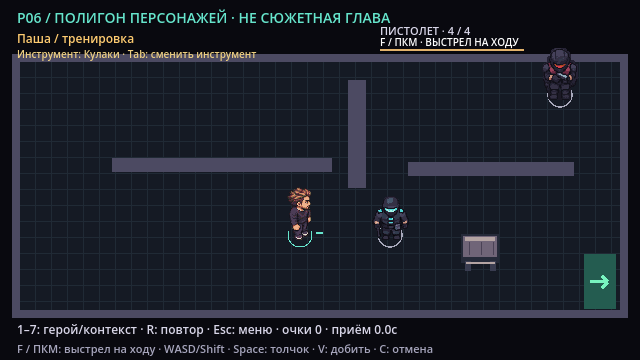 P06 / ПОЛИГОН ПЕРСОНАЖЕЙ · НЕ СЮЖЕТНАЯ ГЛАВА
Паша / тренировка
ПИСТОЛЕТ · 4 / 4
F / ПКМ · ВЫСТРЕЛ НА ХОДУ
Инструмент: Кулаки · Tab: сменить инструмент
1–7: герой/контекст · R: повтор · Esc: меню · очки 0 · приём 0.0с
F / ПКМ: выстрел на ходу · WASD/Shift · Space: толчок · V: добить · C: отмена